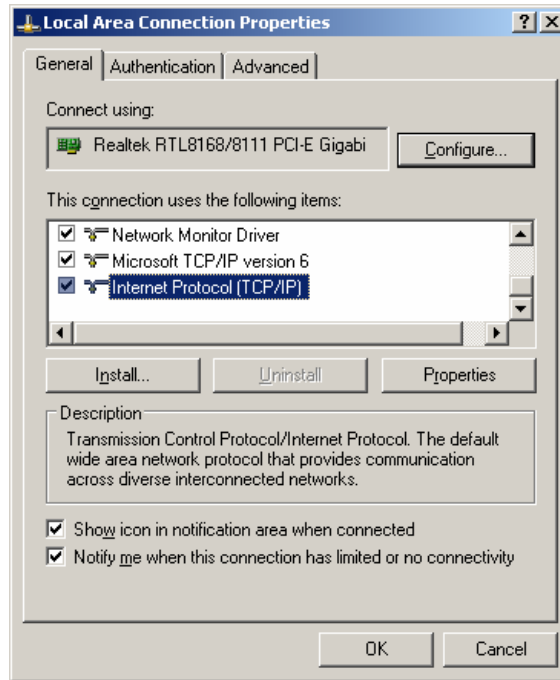 Local Area Connection Properties
General Authentication Advanced
Connect using:
Realtek RTL8168/8111 PCI-E Gigabi
Configure...
This connection uses the following items:
Network Monitor Driver
Microsoft TCP/IP version 6
Internet Protocol (TCP/IP)
Install... Uninstall Properties
Description
Transmission Control Protocol/Internet Protocol. The default
wide area network protocol that provides communication
across diverse interconnected networks.
Show icon in notification area when connected
Notify me when this connection has limited or no connectivity
OK Cancel